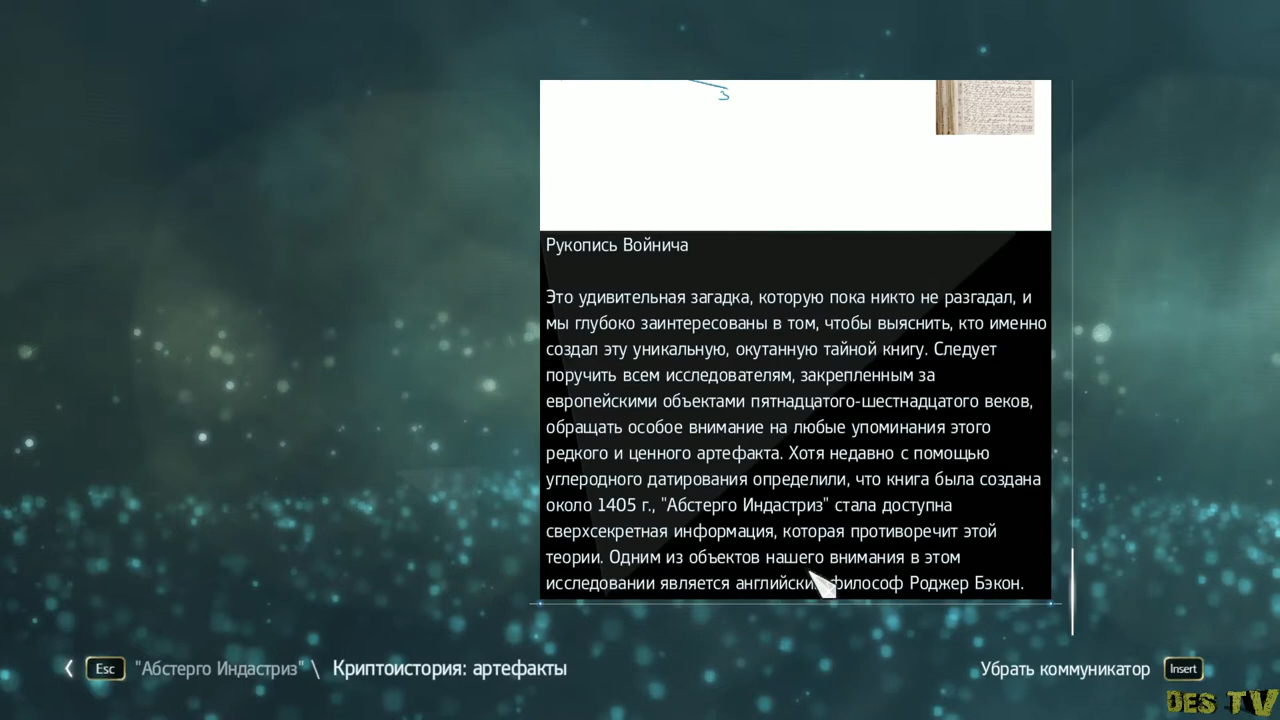 3
Рукопись Войнича
Это удивительная загадка, которую пока никто не разгадал, и
мы глубоко заинтересованы в том, чтобы выяснить, кто именно
создал эту уникальную, окутанную тайной книгу. Следует
поручить всем исследователям, закрепленным за
европейскими объектами пятнадцатого-шестнадцатого веков,
обращать особое внимание на любые упоминания этого
редкого и ценного артефакта. Хотя недавно с помощью
углеродного датирования определили, что книга была создана
около 1405 г., "Абстерго Индастриз" стала доступна
сверхсекретная информация, которая противоречит этой
теории. Одним из объектов нашего внимания в этом
исследовании является английский философ Роджер Бэкон.
Esc "Абстерго Индастриз" \ Криптоистория: артефакты
Убрать коммуникатор Insert
DES TV